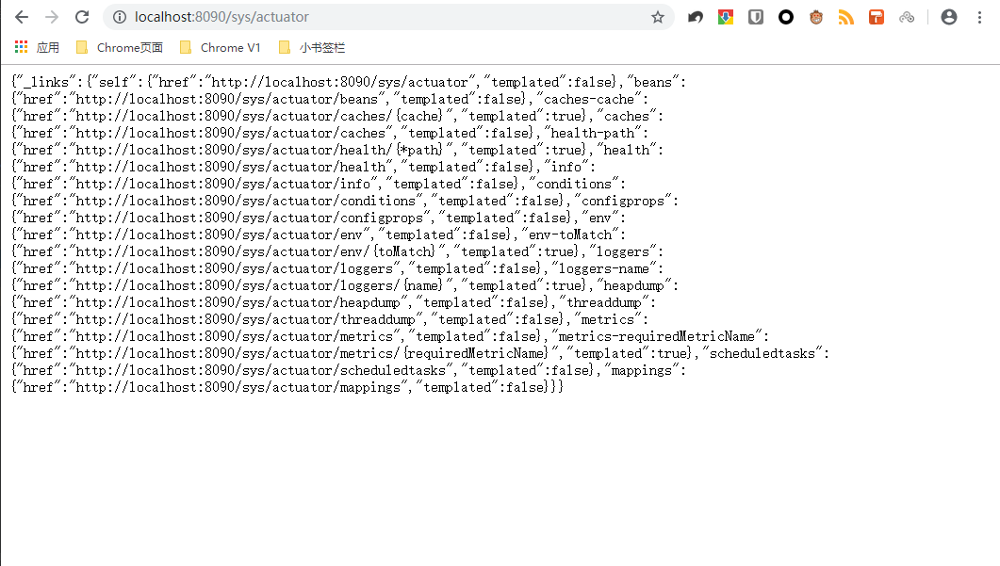 localhost:8090/sys/actuator
应用 Chrome页面 Chrome V1 小书签栏
{"_links":{"self":{"href":"http://localhost:8090/sys/actuator","templated":false},"beans":
{"href":"http://localhost:8090/sys/actuator/beans","templated":false},"caches-cache":
{"href":"http://localhost:8090/sys/actuator/caches/{cache}","templated":true},"caches":
{"href":"http://localhost:8090/sys/actuator/caches","templated":false},"health-path":
{"href":"http://localhost:8090/sys/actuator/health/{*path}","templated":true},"health":
{"href":"http://localhost:8090/sys/actuator/health","templated":false},"info":
{"href":"http://localhost:8090/sys/actuator/info","templated":false},"conditions":
{"href":"http://localhost:8090/sys/actuator/conditions","templated":false},"configprops":
{"href":"http://localhost:8090/sys/actuator/configprops","templated":false},"env":
{"href":"http://localhost:8090/sys/actuator/env","templated":false},"env-toMatch":
{"href":"http://localhost:8090/sys/actuator/env/{toMatch}","templated":true},"loggers":
{"href":"http://localhost:8090/sys/actuator/loggers","templated":false},"loggers-name":
{"href":"http://localhost:8090/sys/actuator/loggers/{name}","templated":true},"heapdump":
{"href":"http://localhost:8090/sys/actuator/heapdump","templated":false},"threaddump":
{"href":"http://localhost:8090/sys/actuator/threaddump","templated":false},"metrics":
{"href":"http://localhost:8090/sys/actuator/metrics","templated":false},"metrics-requiredMetricName":
{"href":"http://localhost:8090/sys/actuator/metrics/{requiredMetricName}","templated":true},"scheduledtasks":
{"href":"http://localhost:8090/sys/actuator/scheduledtasks","templated":false},"mappings":
{"href":"http://localhost:8090/sys/actuator/mappings","templated":false}}}